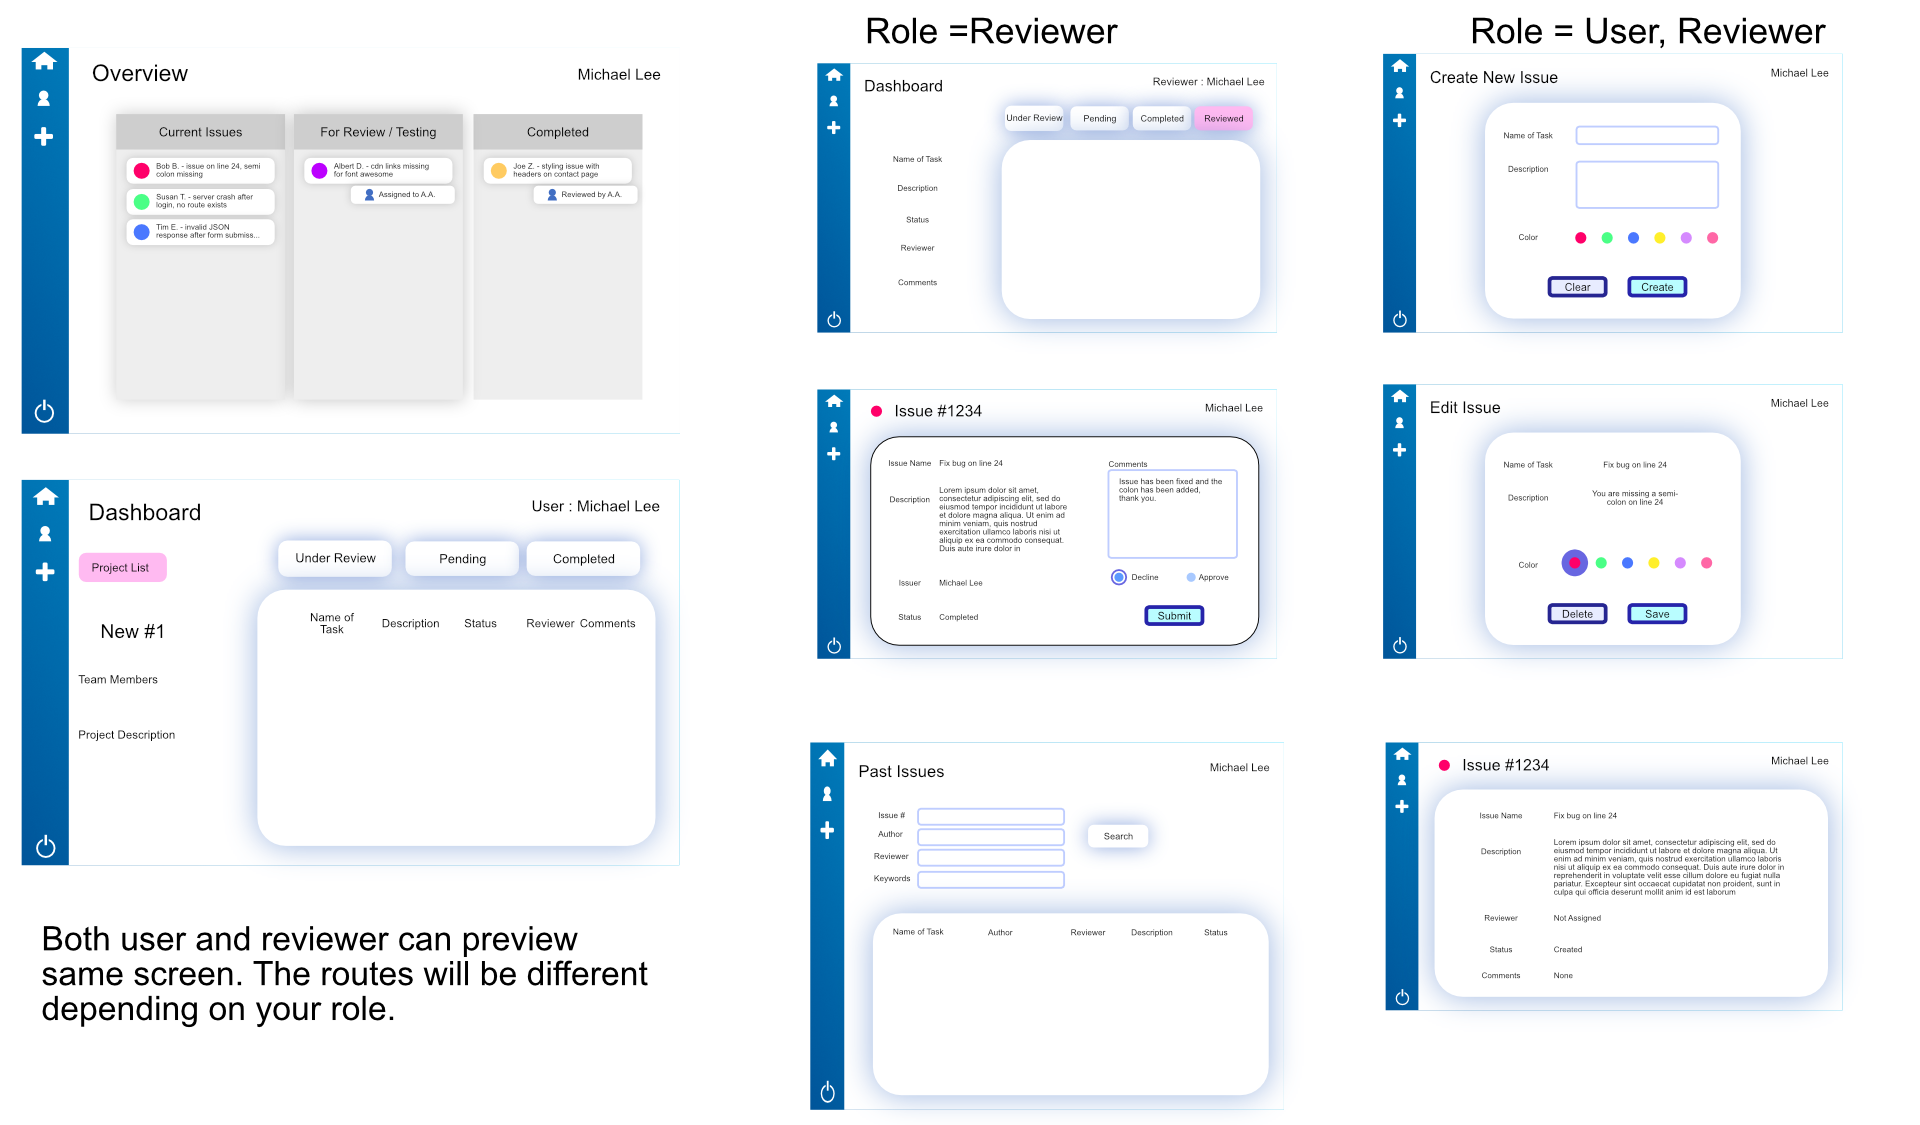 Overview
Michael Lee
Current Issues
Bob B. - issue on line 24, semi
colon missing
Susan T. - server crash after
login, no route exists
Tim E. - invalid JSON
response after form submiss...
For Review / Testing
Albert D. - cdn links missing
for font awesome
Assigned to A.A.
Completed
Joe Z. - styling issue with
headers on contact page
Reviewed by A.A.
Dashboard
User : Michael Lee
Project List
Under Review
Pending
Completed
New #1
Team Members
Project Description
Name of
Task
Description
Status
Reviewer
Comments
Both user and reviewer can preview
same screen. The routes will be different
depending on your role.
Role =Reviewer
Dashboard
Reviewer : Michael Lee
Under Review
Pending
Completed
Reviewed
Name of Task
Description
Status
Reviewer
Comments
Issue #1234
Michael Lee
Issue Name
Fix bug on line 24
Description
Lorem ipsum dolor sit amet,
consectetur adipiscing elit, sed do
eiusmod tempor incididunt ut labore
et dolore magna aliqua. Ut enim ad
minim veniam, quis nostrud
exercitation ullamco laboris nisi ut
aliquip ex ea commodo consequat.
Duis aute irure dolor in
Issuer
Michael Lee
Status
Completed
Comments
Issue has been fixed and the
colon has been added,
thank you.
Decline
Approve
Submit
Past Issues
Michael Lee
Issue #
Author
Reviewer
Keywords
Search
Name of Task
Author
Reviewer
Description
Status
Role = User, Reviewer
Create New Issue
Michael Lee
Name of Task
Description
Color
Clear
Create
Edit Issue
Michael Lee
Name of Task
Fix bug on line 24
Description
You are missing a semi-
colon on line 24
Color
Delete
Save
Issue #1234
Michael Lee
Issue Name
Fix bug on line 24
Description
Lorem ipsum dolor sit amet, consectetur adipiscing elit, sed do
eiusmod tempor incididunt ut labore et dolore magna aliqua. Ut
enim ad minim veniam, quis nostrud exercitation ullamco laboris
nisi ut aliquip ex ea commodo consequat. Duis aute irure dolor in
reprehenderit in voluptate velit esse cillum dolore eu fugiat nulla
pariatur. Excepteur sint occaecat cupidatat non proident, sunt in
culpa qui officia deserunt mollit anim id est laborum
Reviewer
Not Assigned
Status
Created
Comments
None